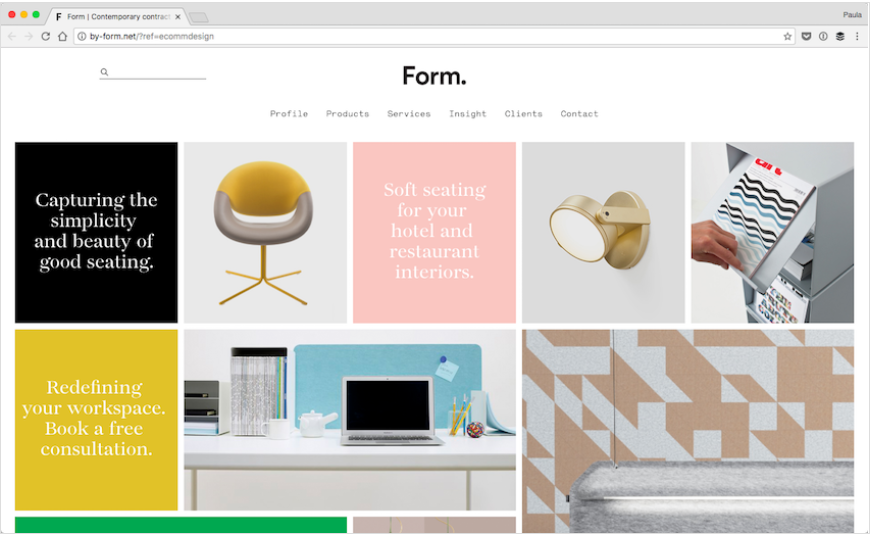 F Form | Contemporary contract
Paula
by-form.net/?ref=ecommdesign
Form.
Profile Products Services Insight Clients Contact
Capturing the
simplicity
and beauty of
good seating.
Soft seating
for your
hotel and
restaurant
interiors.
art
Redefining
your workspace.
Book a free
consultation.